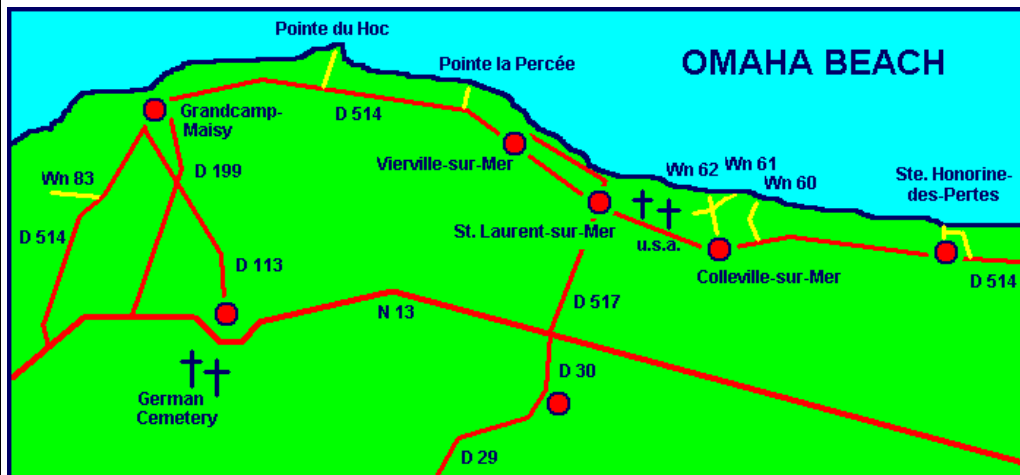 Pointe du Hoc
OMAHA BEACH
Pointe la Percée
Grandcamp-
Maisy
D 514
Vierville-sur-Mer
Wn 62
Wn 61
Wn 60
Ste. Honorine-
des-Pertes
Wn 83
D 199
D 514
St. Laurent-sur-Mer
u.s.a.
D 113
Colleville-sur-Mer
D 514
N 13
D 517
D 30
German
Cemetery
D 29